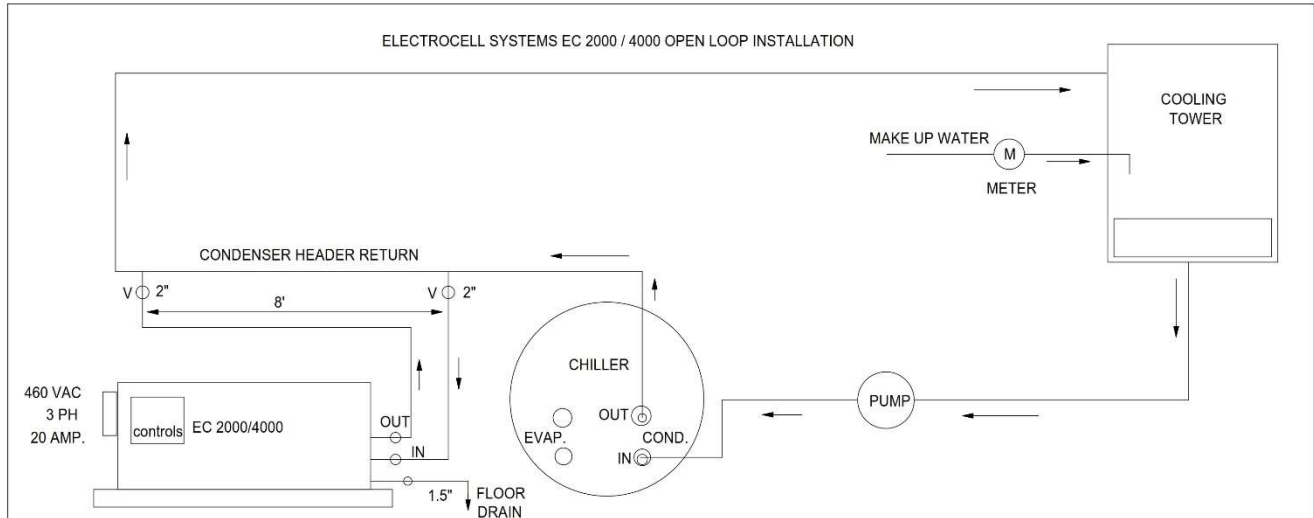 ELECTROCELL SYSTEMS EC 2000 / 4000 OPEN LOOP INSTALLATION
COOLING
TOWER
MAKE UP WATER
M
METER
CONDENSER HEADER RETURN
V 2"
V 2"
8'
CHILLER
460 VAC
3 PH
20 AMP.
controls
EC 2000/4000
OUT
IN
1.5"
FLOOR
DRAIN
EVAP.
OUT
COND.
IN
PUMP